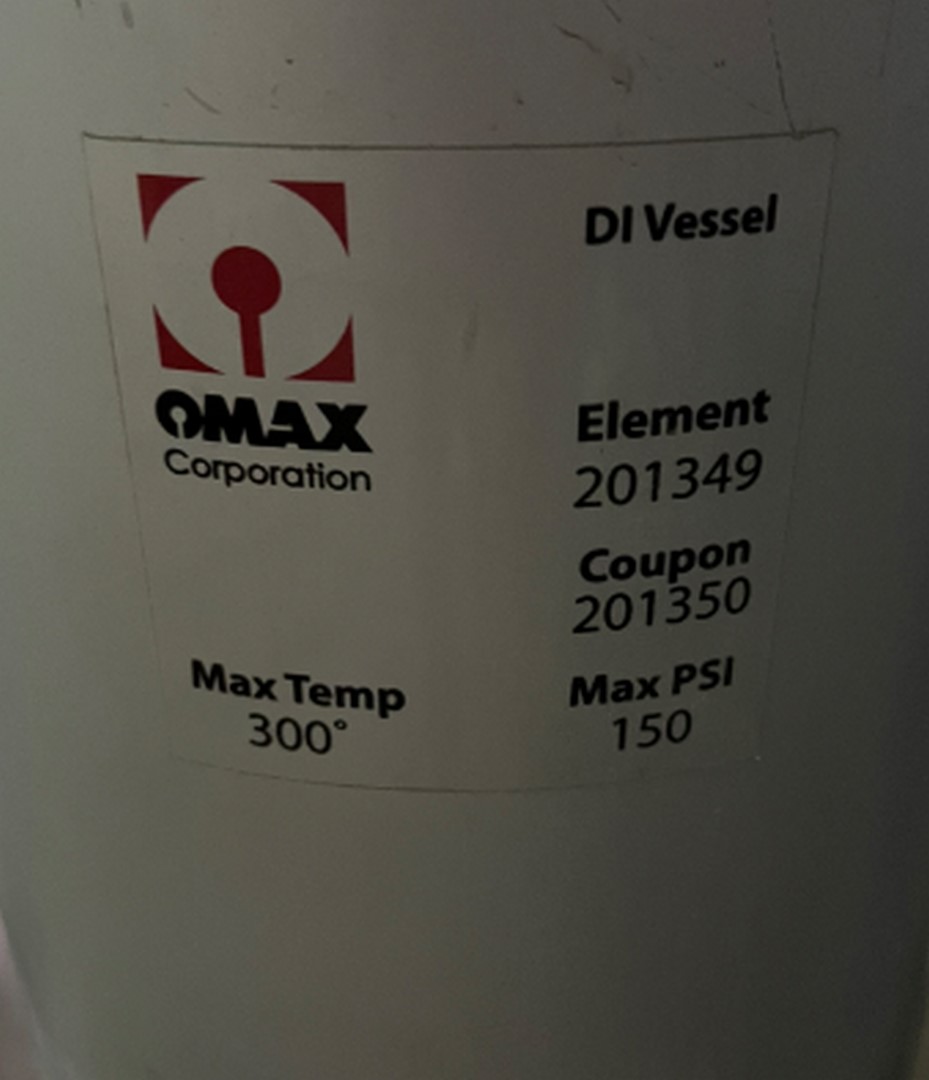 DI Vessel
OMAX
Corporation
Element
201349
Coupon
201350
Max Temp
300°
Max PSI
150